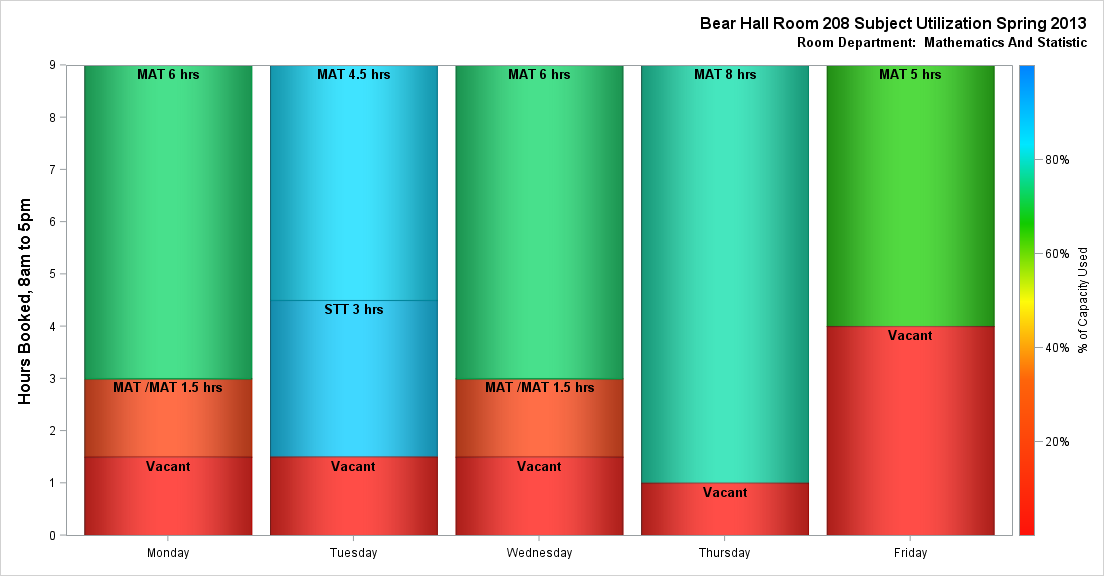 Bear Hall Room 208 Subject Utilization Spring 2013
Room Department: Mathematics And Statistic
Hours Booked, 8am to 5pm
9
8
7
6
5
4
3
2
1
0
MAT 6 hrs
MAT /MAT 1.5 hrs
Vacant
MAT 4.5 hrs
STT 3 hrs
Vacant
MAT 6 hrs
MAT /MAT 1.5 hrs
Vacant
MAT 8 hrs
Vacant
MAT 5 hrs
Vacant
Monday
Tuesday
Wednesday
Thursday
Friday
80%
60%
40%
20%
% of Capacity Used